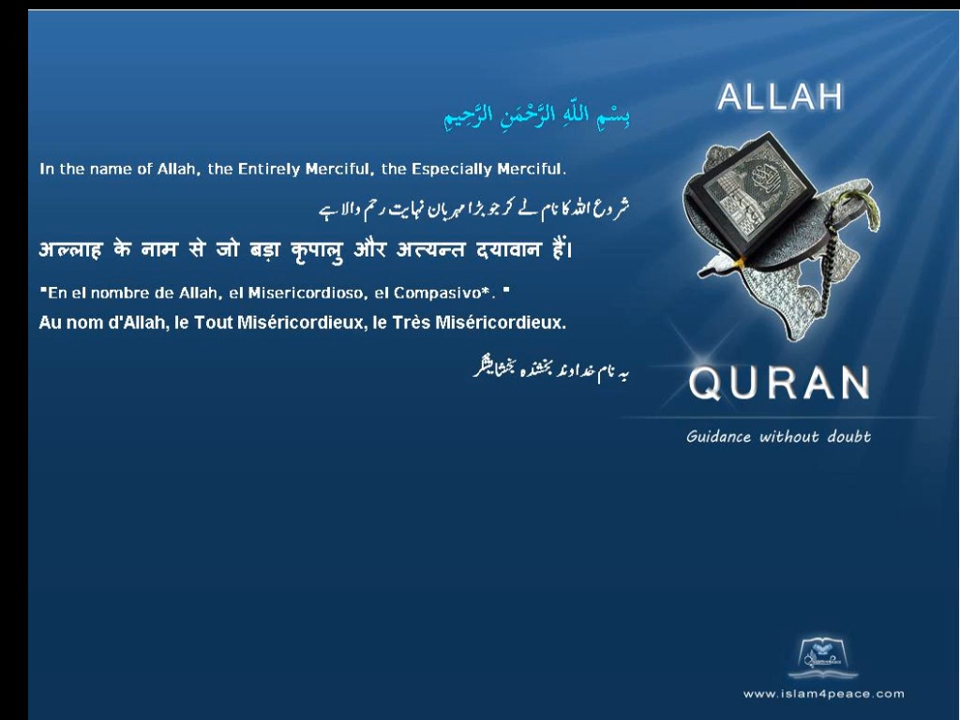 بِسْمِ اللَّهِ الرَّحْمَنِ الرَّحِيمِ
In the name of Allah, the Entirely Merciful, the Especially Merciful.
شروع اللہ کا نام لے کر جو بڑا مہربان نہایت رحم والا ہے
अल्लाह के नाम से जो बड़ा कृपालु और अत्यन्त दयावान हैं।
"En el nombre de Allah, el Misericordioso, el Compasivo*. "
Au nom d'Allah, le Tout Miséricordieux, le Très Miséricordieux.
به نام خداوند بخشنده بخشایشگر
ALLAH
QURAN
Guidance without doubt
www.islam4peace.com